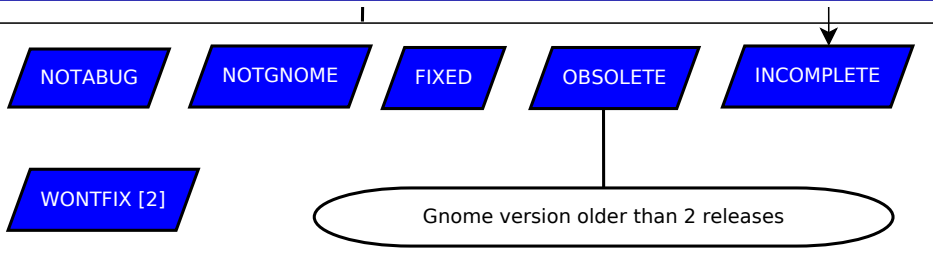 NOTABUG
NOTGNOME
FIXED
OBSOLETE
INCOMPLETE
WONTFIX [2]
Gnome version older than 2 releases